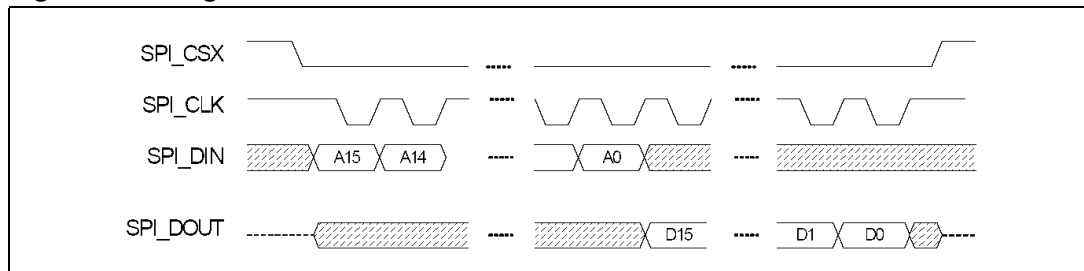 SPI_CSX
SPI_CLK
SPI_DIN A15 A14 A0
SPI_DOUT D15 D1 D0